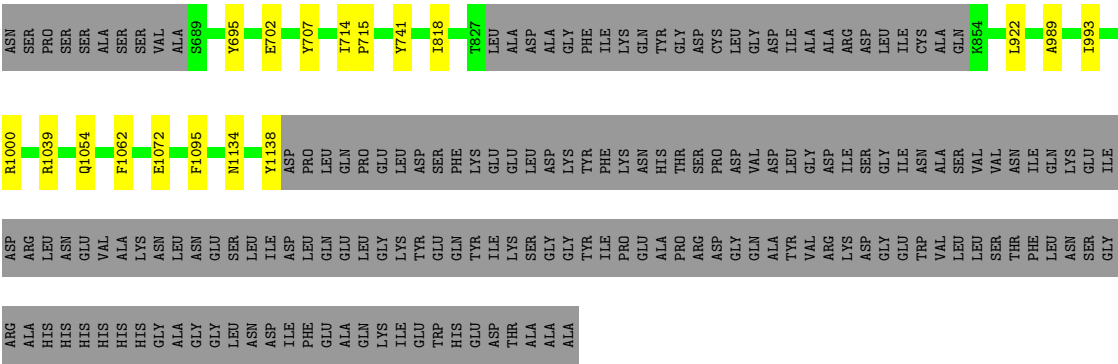 ASN SER PRO SER SER ALA SER SER VAL ALA S689 Y695 E702 Y707 I714 P715 Y741 I818 T827 LEU ALA ASP ALA GLY PHE ILE LYS GLN TYR GLY ASP CYS LEU GLY ASP ILE ALA ALA ARG ASP LEU ILE CYS ALA GLN K854 L922 A989 I993
R1000 R1039 Q1054 F1062 E1072 F1095 N1134 Y1138 ASP PRO LEU GLN PRO GLU LEU ASP SER PHE LYS GLU GLU LEU ASP LYS TYR PHE LYS ASN HIS THR SER PRO ASP VAL ASP LEU GLY ASP ILE SER GLY ILE ASN ALA SER VAL VAL ASN ILE GLN LYS GLU ILE
ASP ARG LEU ASN GLU VAL ALA LYS ASN LEU ASN GLU SER LEU ILE ASP LEU GLN GLU LEU GLY LYS TYR GLU GLN TYR ILE LYS SER GLY GLY TYR ILE PRO GLU ALA PRO ARG ASP GLY GLN ALA TYR VAL ARG LYS ASP GLY GLU TRP VAL LEU LEU SER THR PHE LEU ASN SER GLY
ARG ALA HIS HIS HIS HIS HIS HIS GLY ALA GLY GLY LEU ASN ASP ILE PHE GLU ALA GLN LYS ILE GLU TRP HIS GLU ASP THR ALA ALA ALA